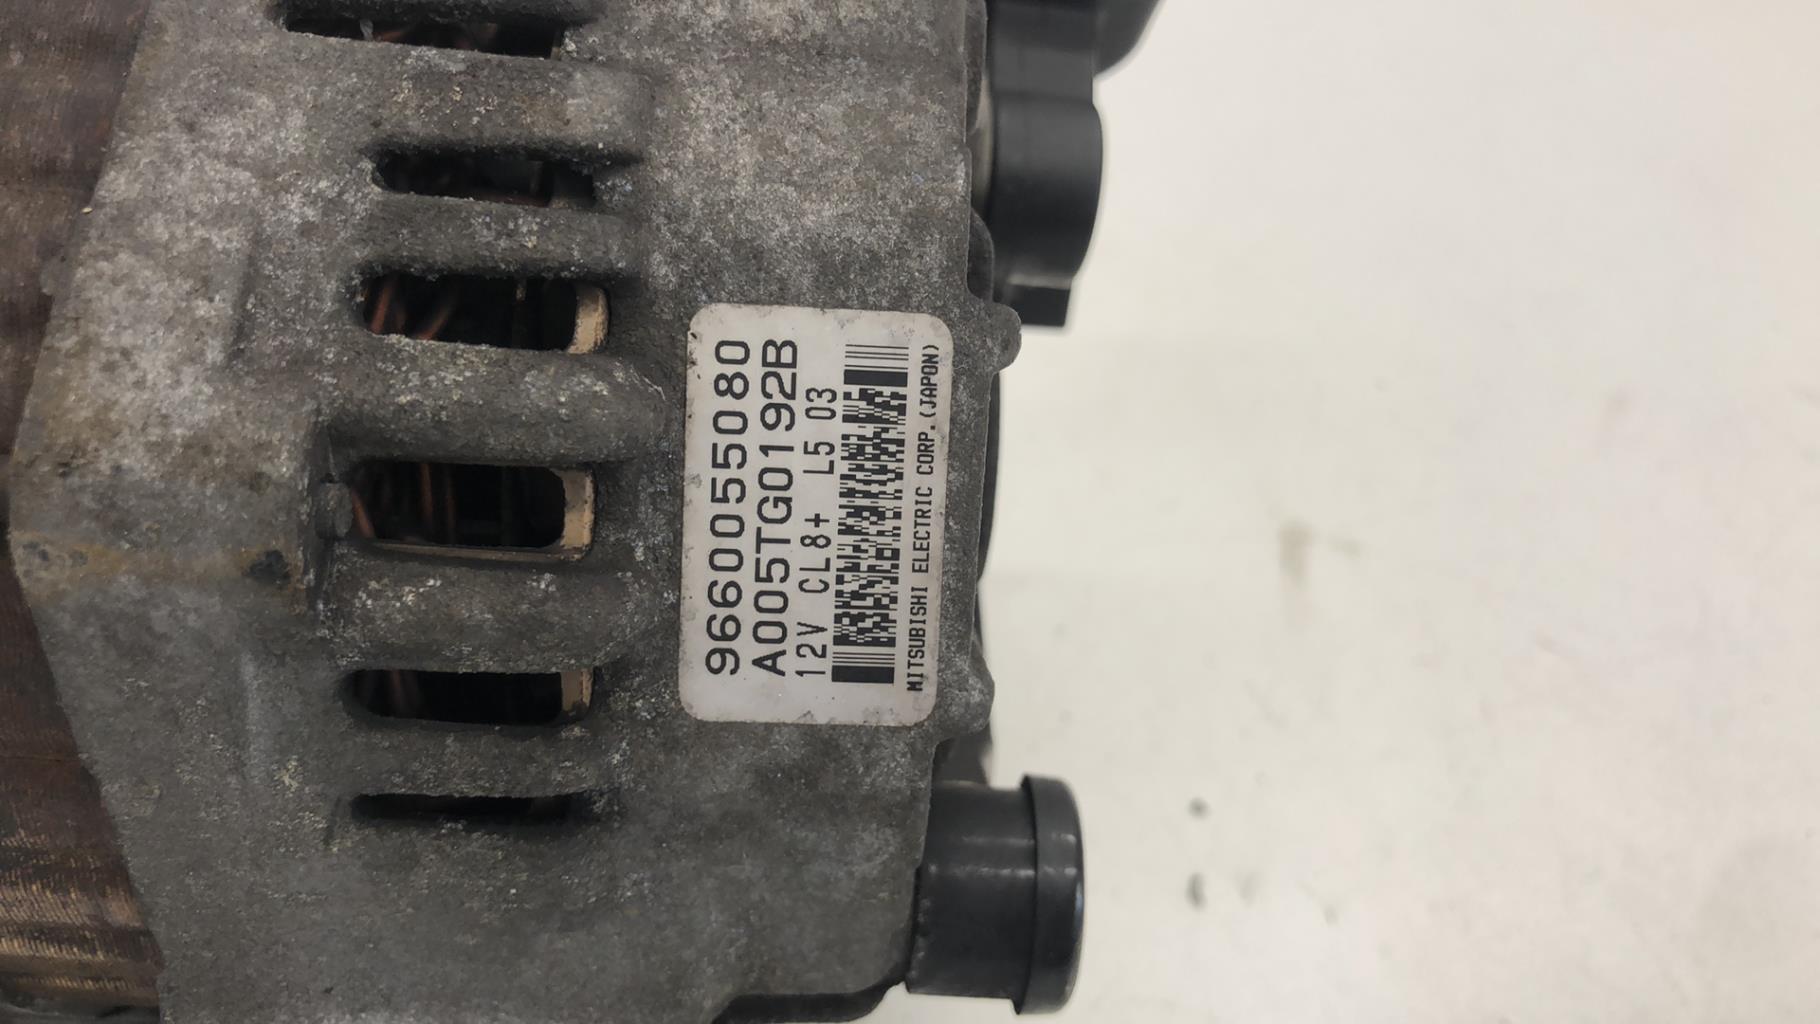 9660055080
A005TG0192B
12V CL8+ L5 03
MITSUBISHI ELECTRIC CORP.(JAPON)